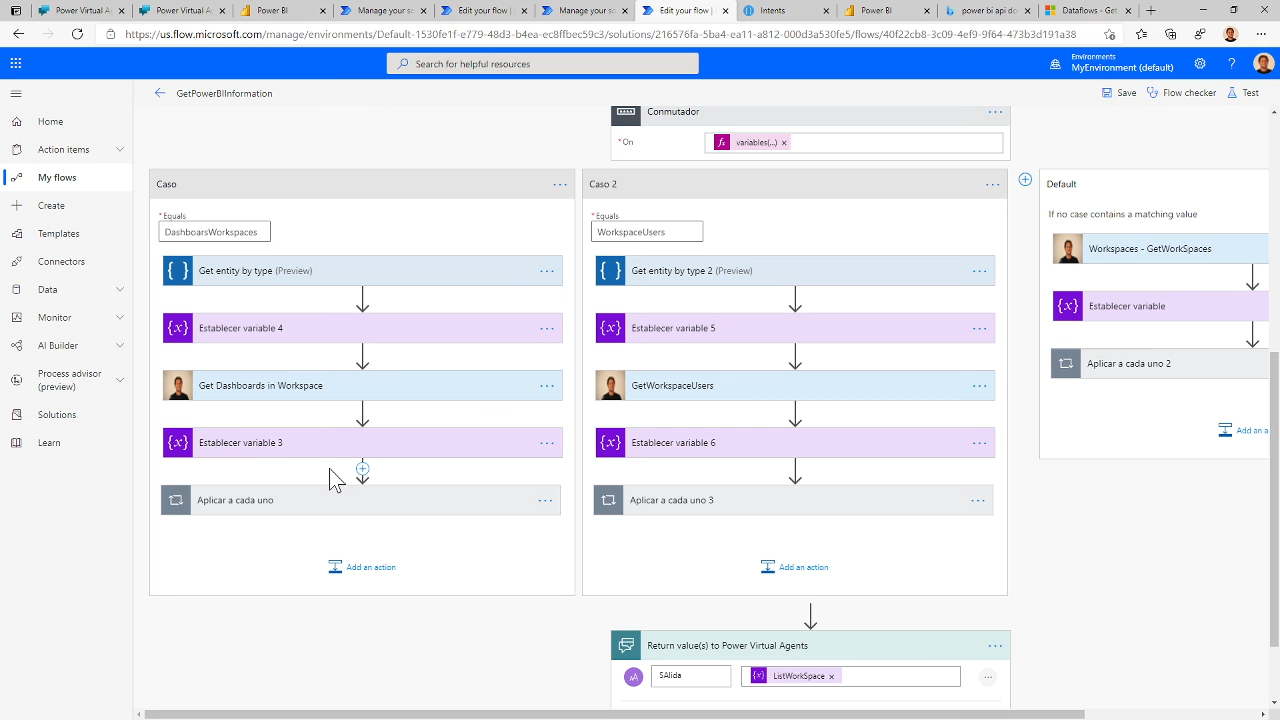 Power Virtual A
Power Virtual A
Power BI
Manage your s
Edit your flow |
Manage your s
Edit your flow |
Intents
Power BI
power bi api do
Dataflows - Get
https://us.flow.microsoft.com/manage/environments/Default-1530fe1f-e779-48d3-b4ea-ec8ffbec59c3/solutions/216576fa-5ba4-ea11-a812-000d3a530fe5/flows/40f22cb8-3c09-4ef9-9f64-473b3d191a38
Search for helpful resources
Environments
MyEnvironment (default)
GetPowerBIInformation
Save
Flow checker
Test
Home
Action items
My flows
Create
Templates
Connectors
Data
Monitor
AI Builder
Process advisor
(preview)
Solutions
Learn
Conmutador
* On
fx variables(...) ×
Caso
* Equals
DashboarsWorkspaces
Get entity by type (Preview)
Establecer variable 4
Get Dashboards in Workspace
Establecer variable 3
Aplicar a cada uno
Add an action
Caso 2
* Equals
WorkspaceUsers
Get entity by type 2 (Preview)
Establecer variable 5
GetWorkspaceUsers
Establecer variable 6
Aplicar a cada uno 3
Add an action
Default
If no case contains a matching value
Workspaces - GetWorkSpaces
Establecer variable
Aplicar a cada uno 2
Add an a
Return value(s) to Power Virtual Agents
SAlida
{x} ListWorkSpace ×